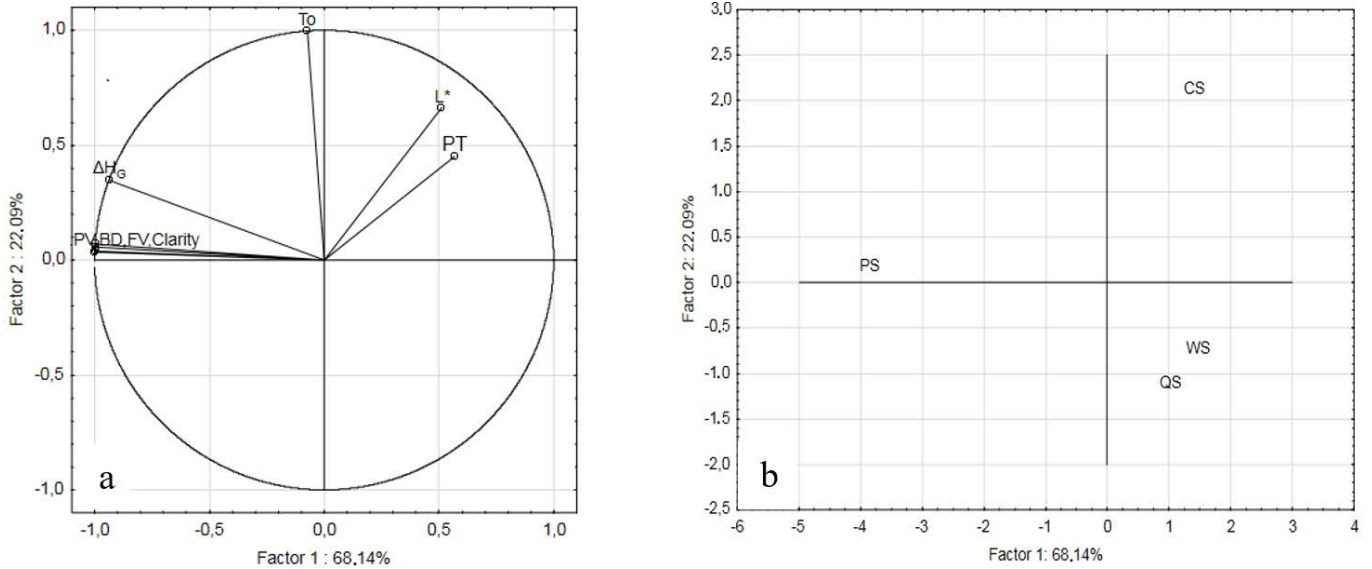 1,0
0,5
0,0
-0,5
-1,0
-1,0
-0,5
0,0
0,5
1,0
Factor 2 : 22.09%
Factor 1 : 68.14%
To
L*
PT
ΔHG
PV,BD,FV,Clarity
a
3,0
2,5
2,0
1,5
1,0
0,5
0,0
-0,5
-1,0
-1,5
-2,0
-2,5
-6
-5
-4
-3
-2
-1
0
1
2
3
4
Factor 2: 22.09%
Factor 1: 68.14%
CS
PS
WS
QS
b